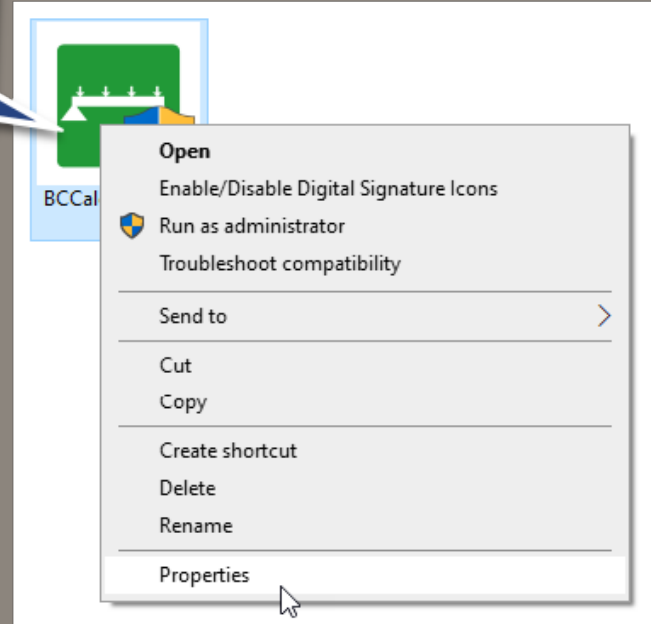 BCCal
Open
Enable/Disable Digital Signature Icons
Run as administrator
Troubleshoot compatibility
Send to
Cut
Copy
Create shortcut
Delete
Rename
Properties